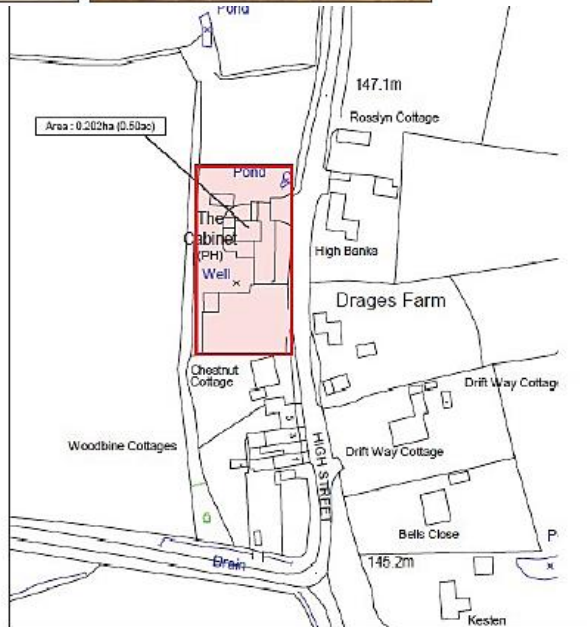 Pond
147.1m
Rosslyn Cottage
Area : 0.202ha (0.50ac)
Pond
The
Cabinet
(PH)
Well
High Banks
Drages Farm
Chestnut
Cottage
Drift Way Cottage
5
3
1
Woodbine Cottages
HIGH STREET
Drift Way Cottage
Bells Close
Drain
1
145.2m
P
Kesten